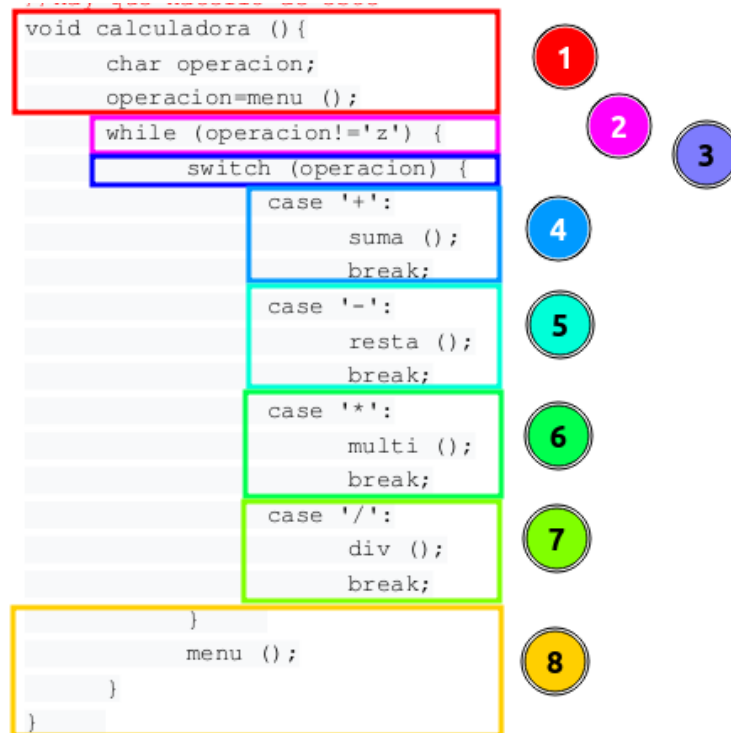 void calculadora (){
char operacion;
operacion=menu ();
while (operacion!='z') {
switch (operacion) {
case '+':
suma ();
break;
case '-':
resta ();
break;
case '*':
multi ();
break;
case '/':
div ();
break;
}
menu ();
}
}
1
2
3
4
5
6
7
8